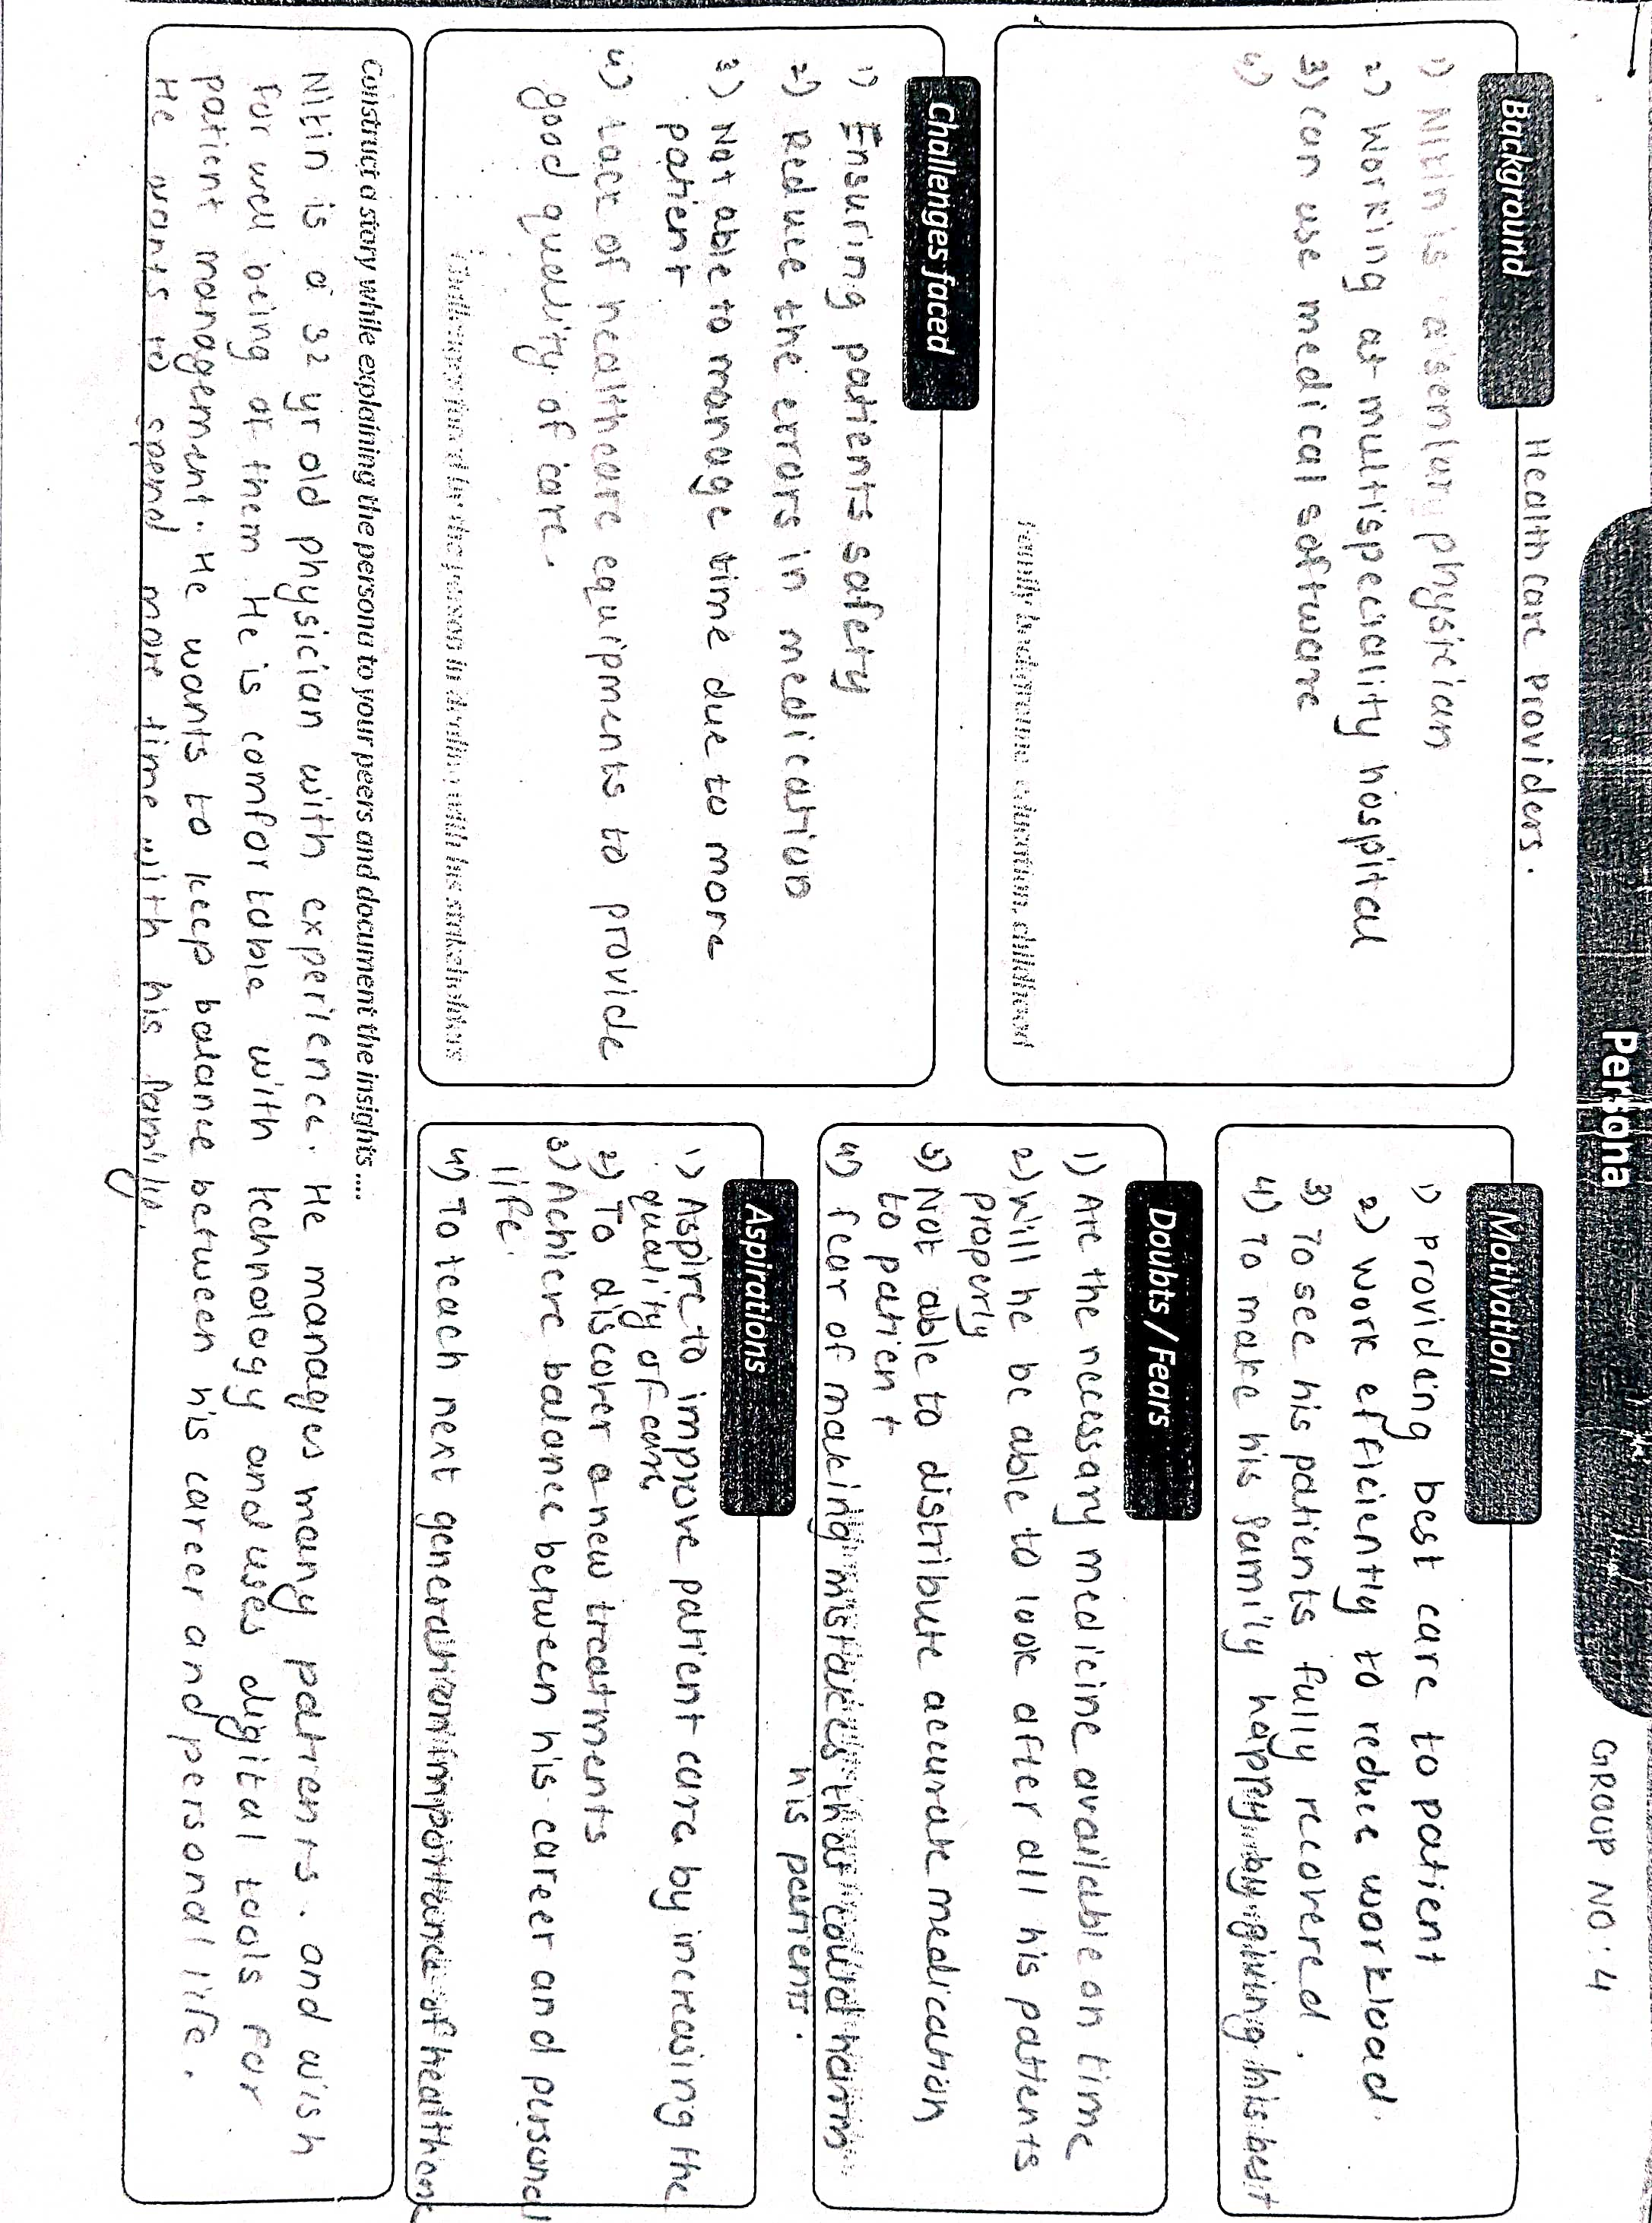 Persona
GROUP NO : 4
Healthcare providers.
Background
1) Nitin is a senior physician
2) Working at multispeciality hospital
3) can use medical software
4)
Family background, education, childhood
Challenges faced
1) Ensuring patients safety
2) Reduce the errors in medication
3) Not able to manage time due to more
patient
4) Lack of healthcare equipments to provide
good quality of care.
Challenges faced by the person in dealing with his stakeholders
Motivation
1) providing best care to patient
2) Work efficiently to reduce workload.
3) To see his patients fully recovered.
4) To make his family happy by giving his best
Doubts / Fears
1) Are the necessary medicine available on time
2) Will he be able to look after all his patients
properly
3) Not able to distribute accurate medication
to patient
4) fear of making mistakes that could harm
his patients.
Aspirations
1) Aspire to improve patient care by increasing the
quality of care
2) To discover a new treatments
3) Achieve balance between his career and personal
life.
4) To teach next generation importance of healthcare
Construct a story while explaining the persona to your peers and document the insights....
Nitin is a 32 yr old physician with experience. He manages many patients. and wish
for well being of them He is comfortable with technology and uses digital tools for
patient management. He wants to keep balance between his career and personal life.
He wants to spend more time with his family.